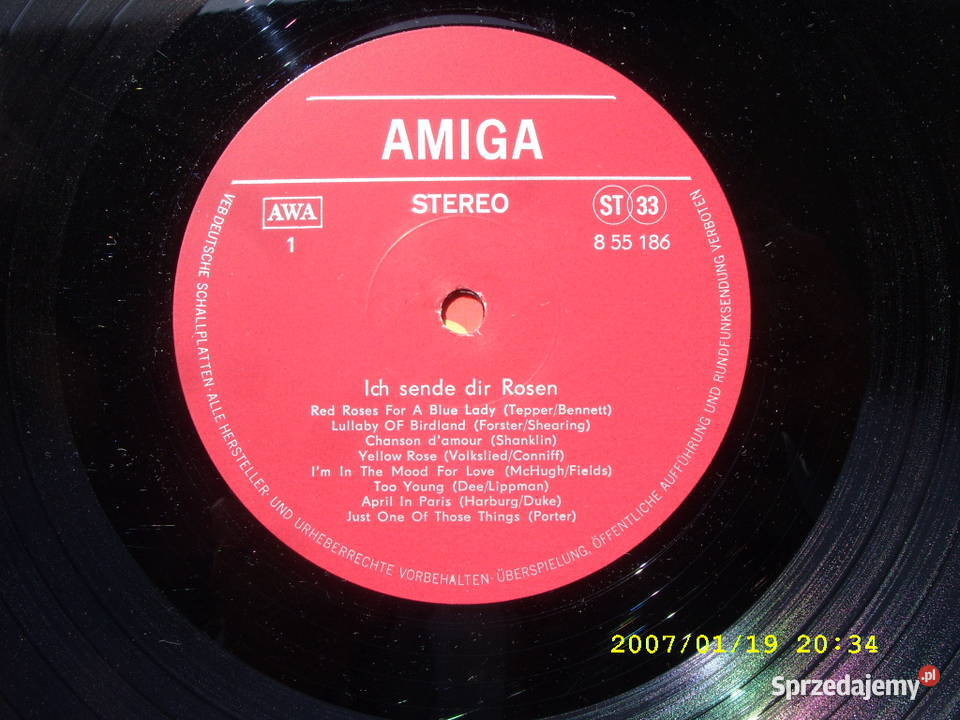 AMIGA
AWA
STEREO
ST 33
1
8 55 186
Ich sende dir Rosen
Red Roses For A Blue Lady (Tepper/Bennett)
Lullaby OF Birdland (Forster/Shearing)
Chanson d'amour (Shanklin)
Yellow Rose (Volkslied/Conniff)
I'm In The Mood For Love (McHugh/Fields)
Too Young (Dee/Lippman)
April In Paris (Harburg/Duke)
Just One Of Those Things (Porter)
VEB DEUTSCHE SCHALLPLATTEN · ALLE HERSTELLER- UND URHEBERRECHTE VORBEHALTEN · ÜBERSPIELUNG, ÖFFENTLICHE AUFFÜHRUNG UND RUNDFUNKSENDUNG VERBOTEN
2007/01/19 20:34
Sprzedajemy.pl